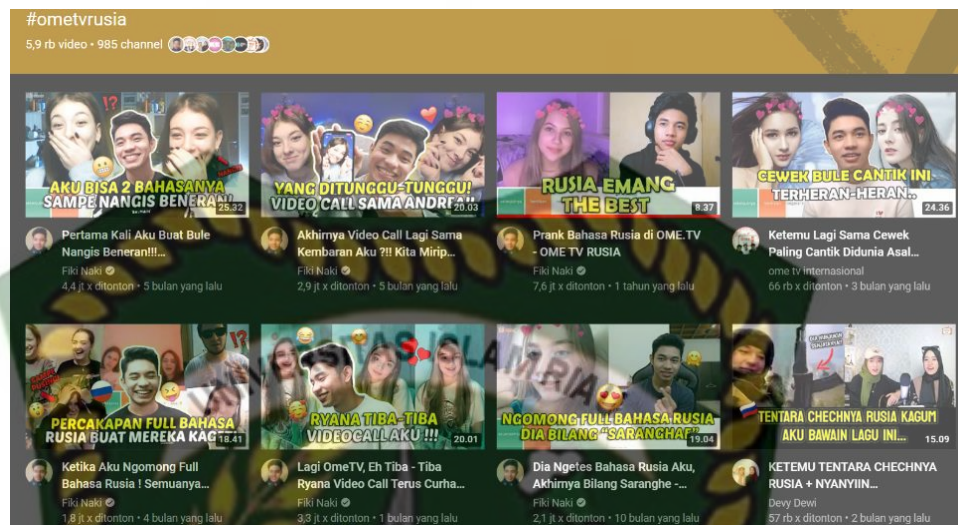 #ometvrusia
5,9 rb video • 985 channel
!?
AKU BISA 2 BAHASANYA
SAMPE NANGIS BENERAN!
25.32
YANG DITUNGGU-TUNGGU!
VIDEO CALL SAMA ANDREA!!
20.03
RUSIA EMANG
THE BEST
8.37
CEWEK BULE CANTIK INI
TERHERAN-HERAN..
24.36
Pertama Kali Aku Buat Bule
Nangis Beneran!!!...
Fiki Naki
4,4 jt x ditonton • 5 bulan yang lalu
Akhirnya Video Call Lagi Sama
Kembaran Aku ?!! Kita Mirip...
Fiki Naki
2,9 jt x ditonton • 5 bulan yang lalu
Prank Bahasa Rusia di OME.TV
- OME TV RUSIA
Fiki Naki
7,6 jt x ditonton • 1 tahun yang lalu
Ketemu Lagi Sama Cewek
Paling Cantik Didunia Asal...
ome tv internasional
66 rb x ditonton • 3 bulan yang lalu
UNIVERSITAS ISLAM RIA
!?
PERCAKAPAN FULL BAHASA
RUSIA BUAT MEREKA KAG
18.41
RYANA TIBA-TIBA
VIDEOCALL AKU !!!
20.01
NGOMONG FULL BAHASA RUSIA
DIA BILANG "SARANGHAE"
19.04
TENTARA CHECHNYA RUSIA KAGUM
AKU BAWAIN LAGU INI...
15.09
Ketika Aku Ngomong Full
Bahasa Rusia ! Semuanya...
Fiki Naki
1,8 jt x ditonton • 4 bulan yang lalu
Lagi OmeTV, Eh Tiba - Tiba
Ryana Video Call Terus Curha...
Fiki Naki
3,3 jt x ditonton • 1 bulan yang lalu
Dia Ngetes Bahasa Rusia Aku,
Akhirnya Bilang Saranghe -...
Fiki Naki
2,1 jt x ditonton • 10 bulan yang lalu
KETEMU TENTARA CHECHNYA
RUSIA + NYANYIIN...
Devy Dewi
57 rb x ditonton • 2 bulan yang lalu